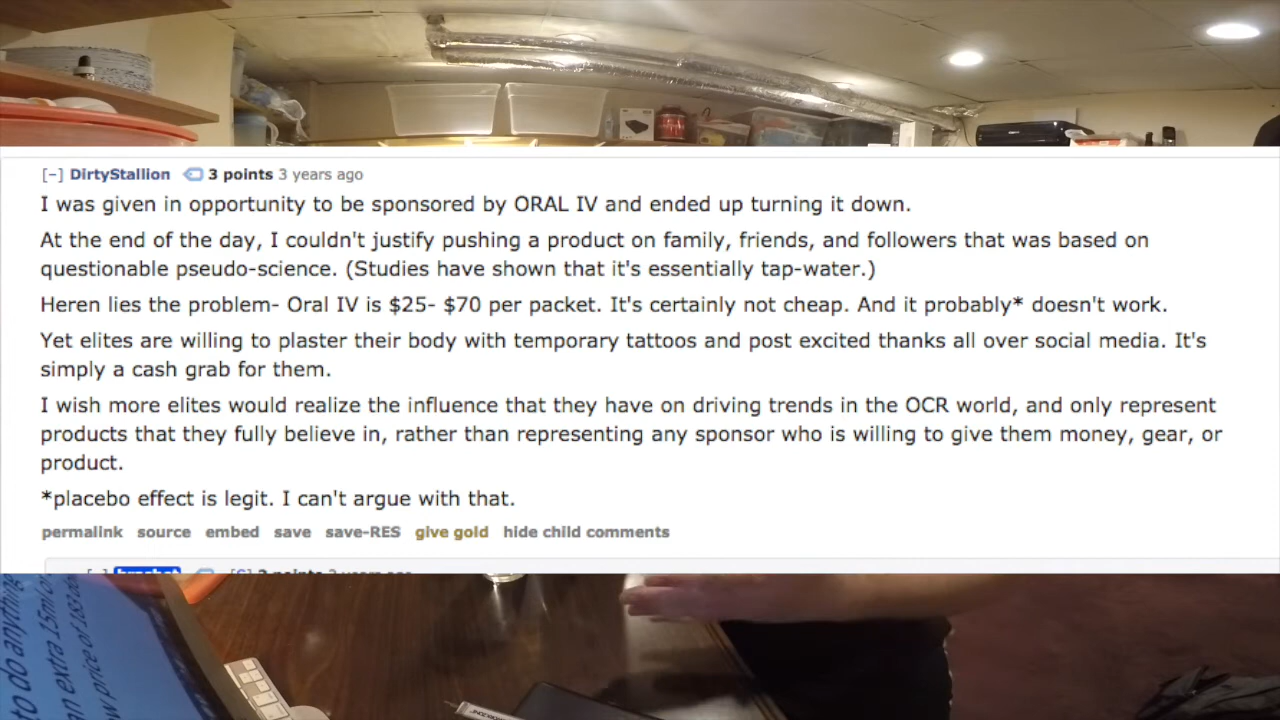 [-] DirtyStallion 3 points 3 years ago
I was given in opportunity to be sponsored by ORAL IV and ended up turning it down.
At the end of the day, I couldn't justify pushing a product on family, friends, and followers that was based on
questionable pseudo-science. (Studies have shown that it's essentially tap-water.)
Heren lies the problem- Oral IV is $25- $70 per packet. It's certainly not cheap. And it probably* doesn't work.
Yet elites are willing to plaster their body with temporary tattoos and post excited thanks all over social media. It's
simply a cash grab for them.
I wish more elites would realize the influence that they have on driving trends in the OCR world, and only represent
products that they fully believe in, rather than representing any sponsor who is willing to give them money, gear, or
product.
*placebo effect is legit. I can't argue with that.
permalink source embed save save-RES give gold hide child comments
to do anything
an extra 15ml
w price of